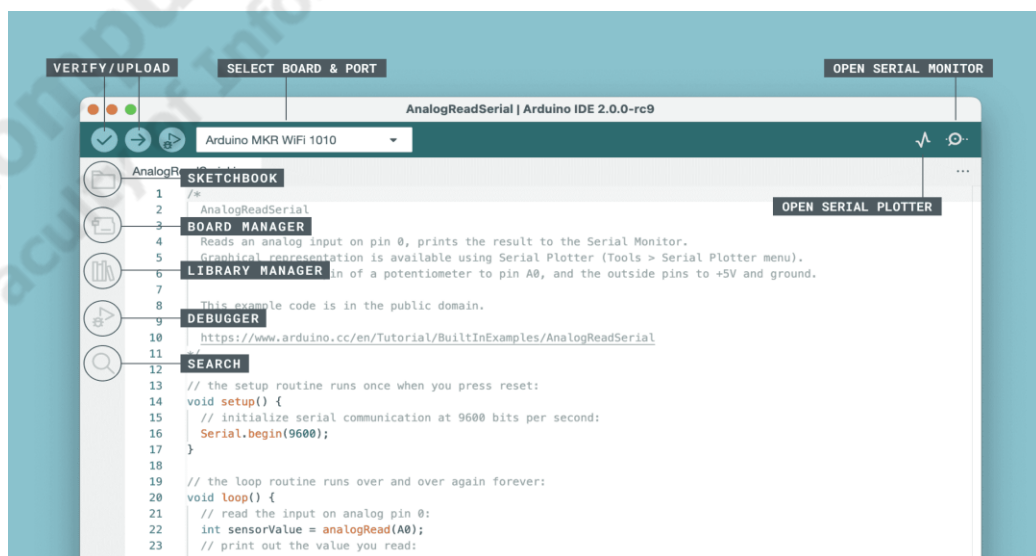 VERIFY/UPLOAD
SELECT BOARD & PORT
OPEN SERIAL MONITOR
AnalogReadSerial | Arduino IDE 2.0.0-rc9
Arduino MKR WiFi 1010
SKETCHBOOK
1 /*
OPEN SERIAL PLOTTER
2 AnalogReadSerial
3
BOARD MANAGER
4 Reads an analog input on pin 0, prints the result to the Serial Monitor.
5 Graphical representation is available using Serial Plotter (Tools > Serial Plotter menu).
LIBRARY MANAGER
6 of a potentiometer to pin A0, and the outside pins to +5V and ground.
7
8 This example code is in the public domain.
9
DEBUGGER
10 https://www.arduino.cc/en/Tutorial/BuiltInExamples/AnalogReadSerial
11 */
12
SEARCH
13 // the setup routine runs once when you press reset:
14 void setup() {
15 // initialize serial communication at 9600 bits per second:
16 Serial.begin(9600);
17 }
18
19 // the loop routine runs over and over again forever:
20 void loop() {
21 // read the input on analog pin 0:
22 int sensorValue = analogRead(A0);
23 // print out the value you read: